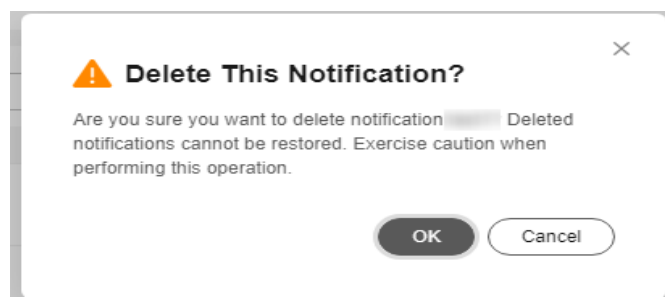 Delete This Notification?
Are you sure you want to delete notification Deleted
notifications cannot be restored. Exercise caution when
performing this operation.
OK
Cancel